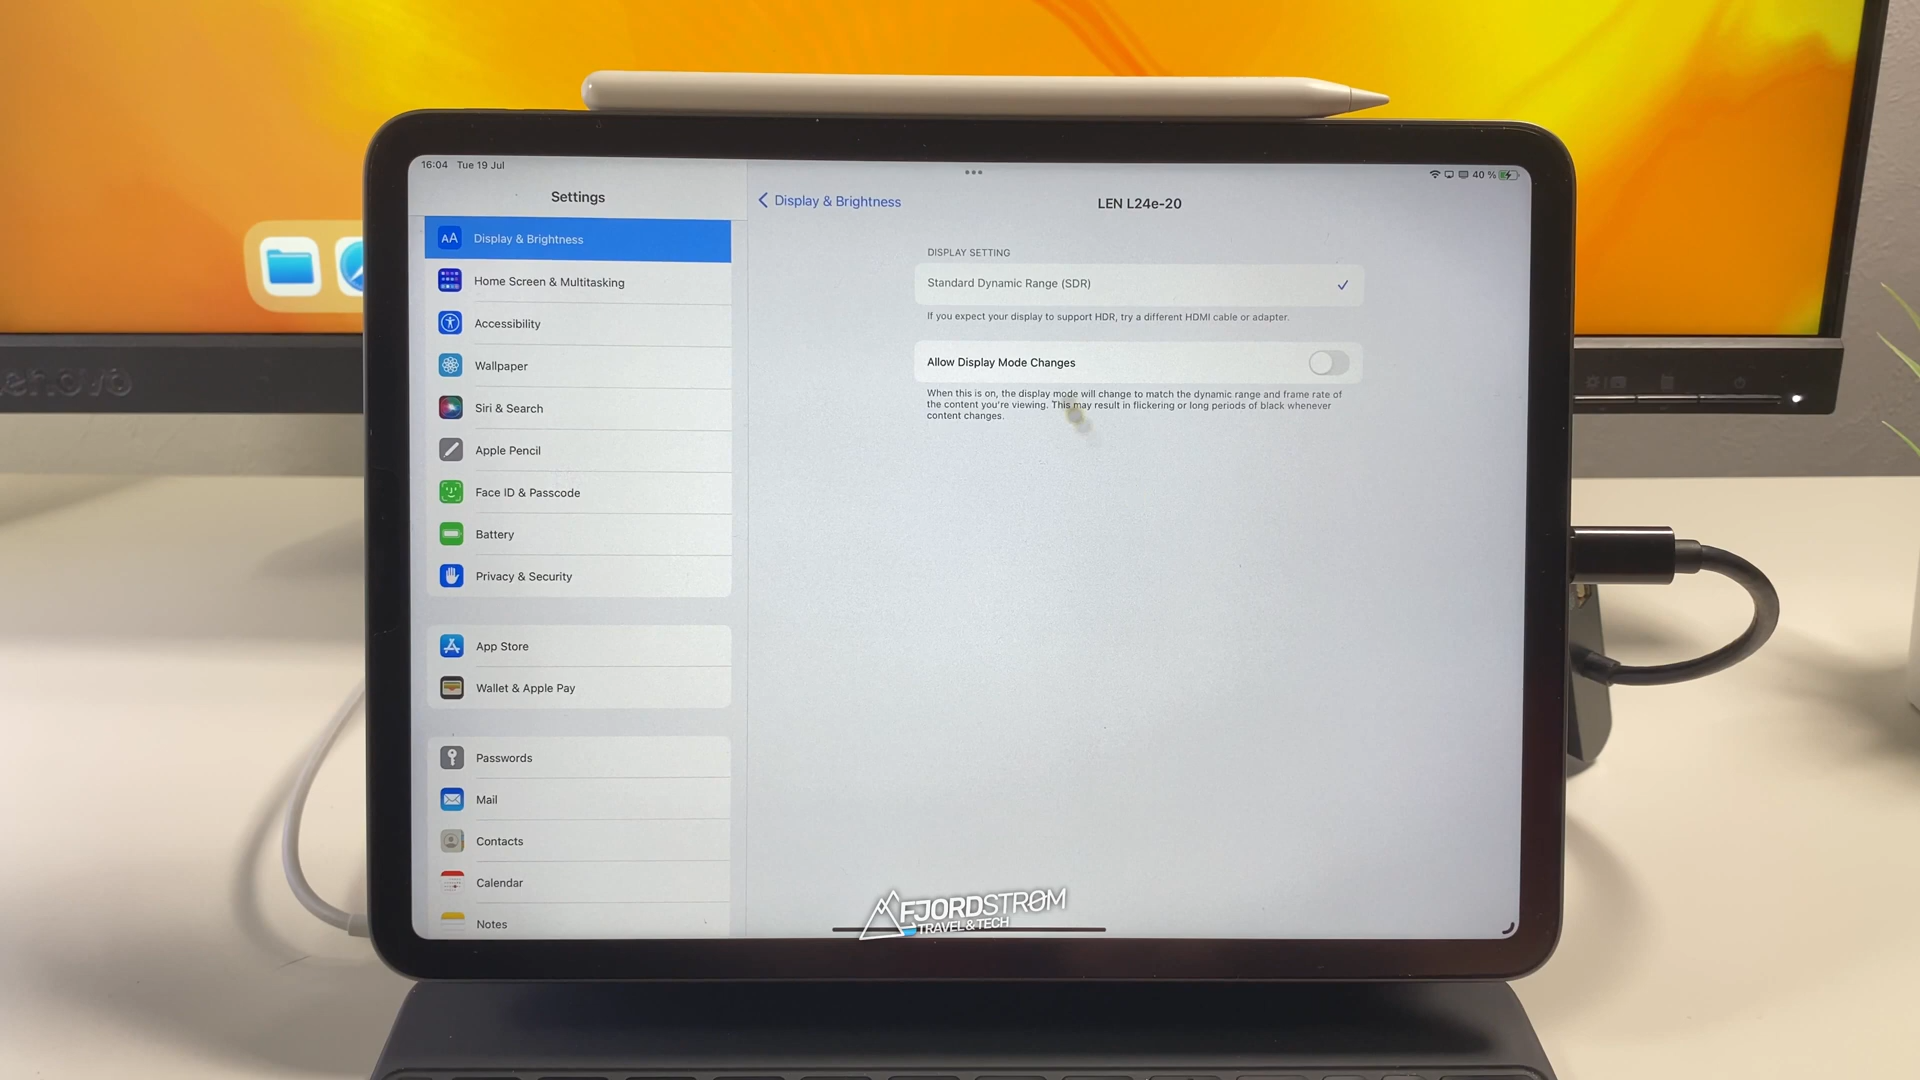 16:04 Tue 19 Jul
40 %
Settings
Display & Brightness
Home Screen & Multitasking
Accessibility
Wallpaper
Siri & Search
Apple Pencil
Face ID & Passcode
Battery
Privacy & Security
App Store
Wallet & Apple Pay
Passwords
Mail
Contacts
Calendar
Notes
Display & Brightness
LEN L24e-20
DISPLAY SETTING
Standard Dynamic Range (SDR)
If you expect your display to support HDR, try a different HDMI cable or adapter.
Allow Display Mode Changes
When this is on, the display mode will change to match the dynamic range and frame rate of
the content you're viewing. This may result in flickering or long periods of black whenever
content changes.
FJORDSTRØM
TRAVEL&TECH
lenovo
AA